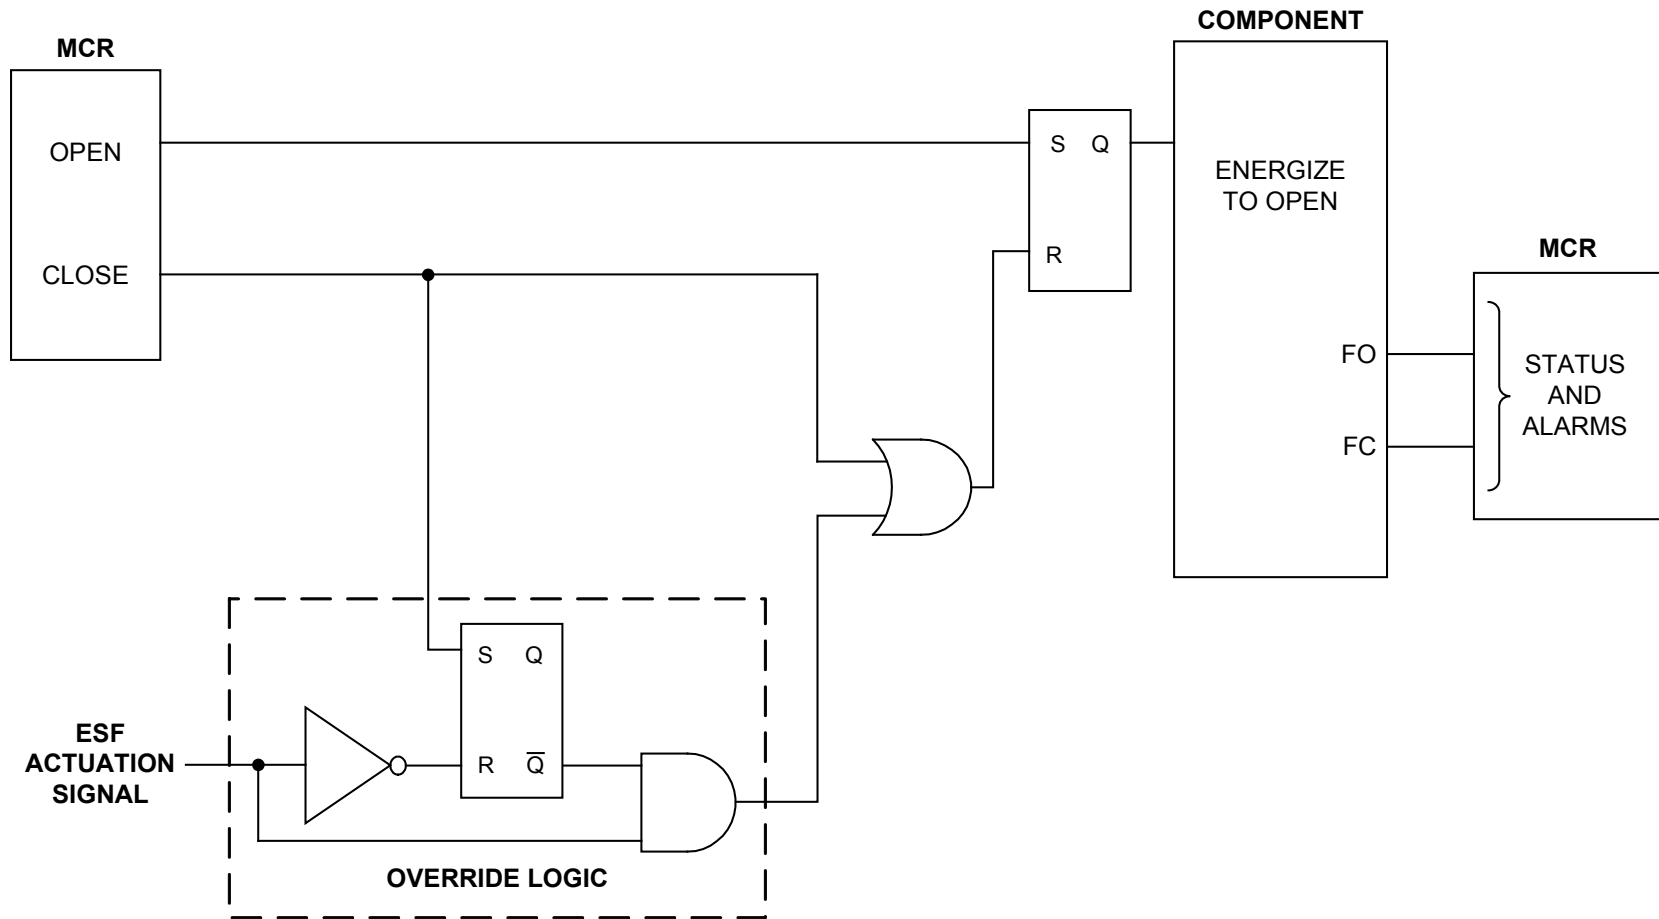 COMPONENT
MCR
OPEN
CLOSE
S Q
R
ENERGIZE
TO OPEN
FO
FC
MCR
STATUS
AND
ALARMS
S Q
R Q̅
ESF
ACTUATION
SIGNAL
OVERRIDE LOGIC